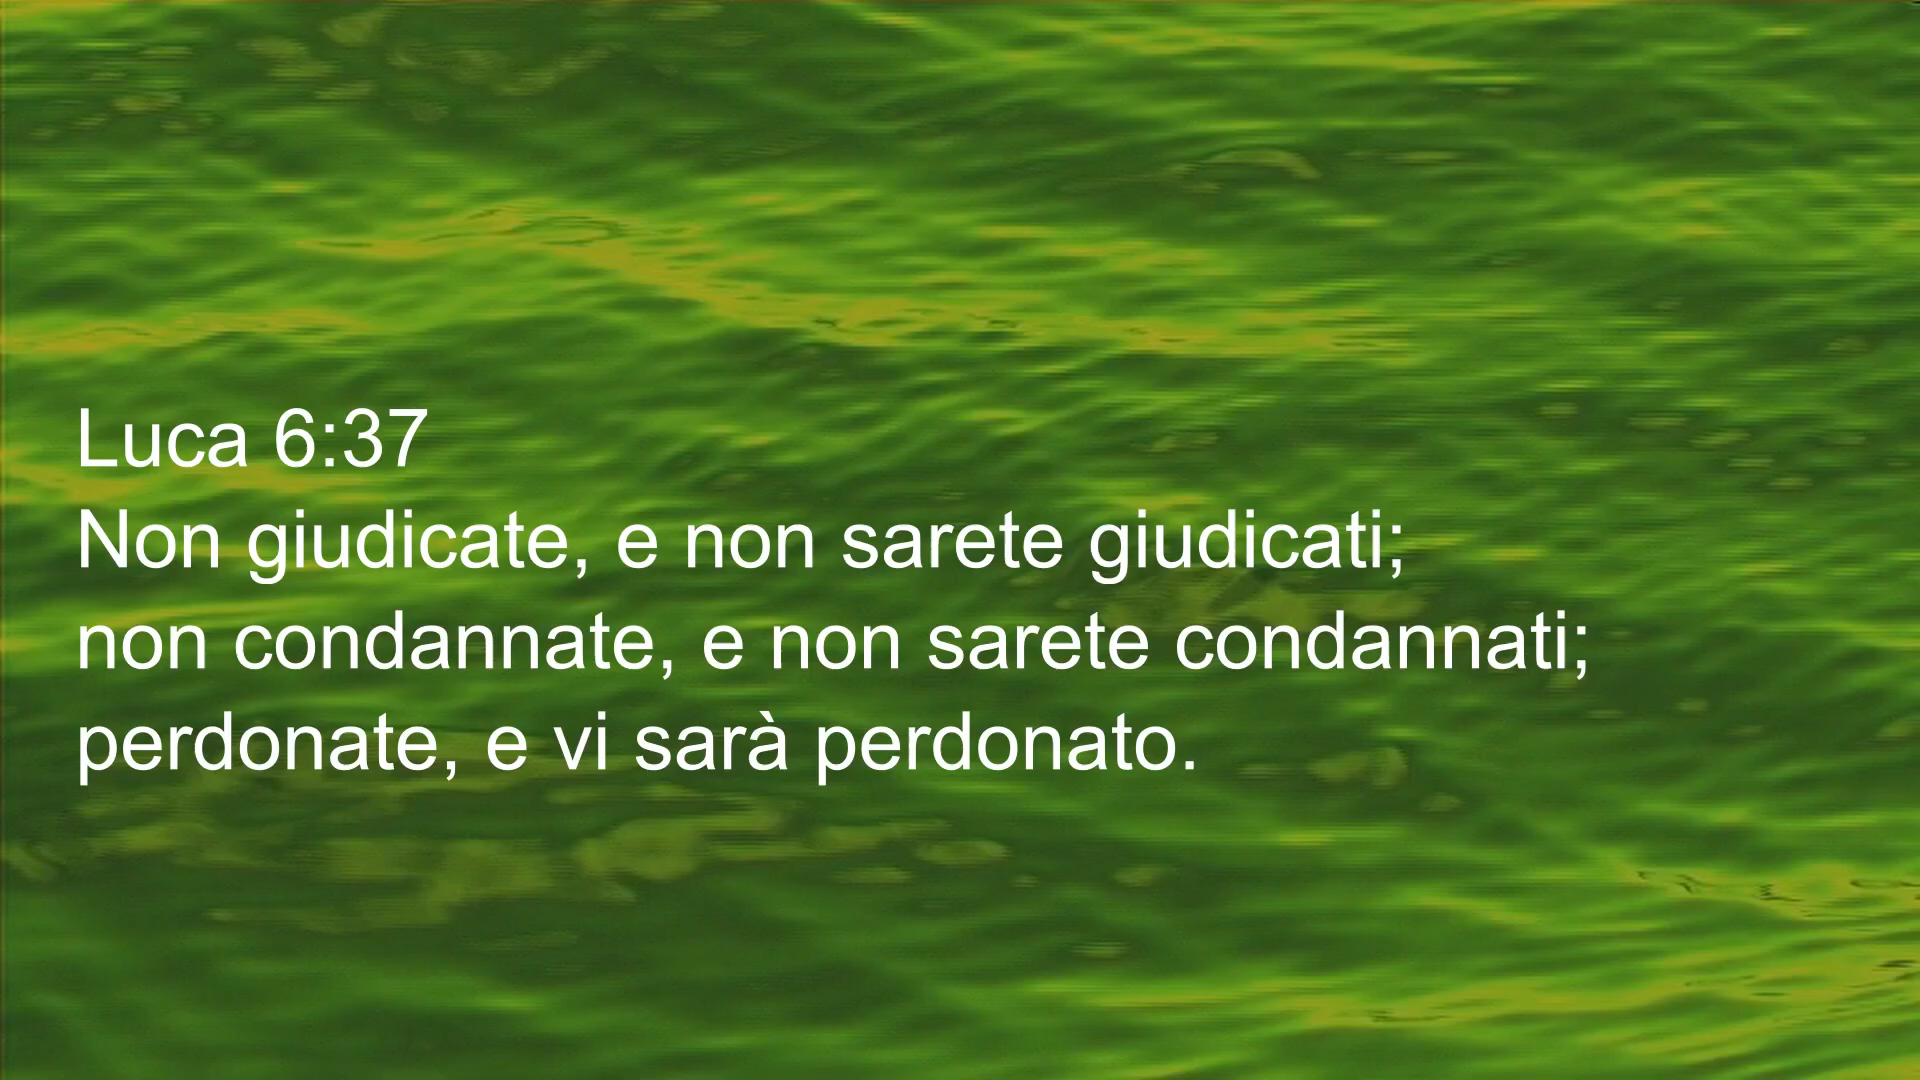 Luca 6:37
Non giudicate, e non sarete giudicati;
non condannate, e non sarete condannati;
perdonate, e vi sarà perdonato.